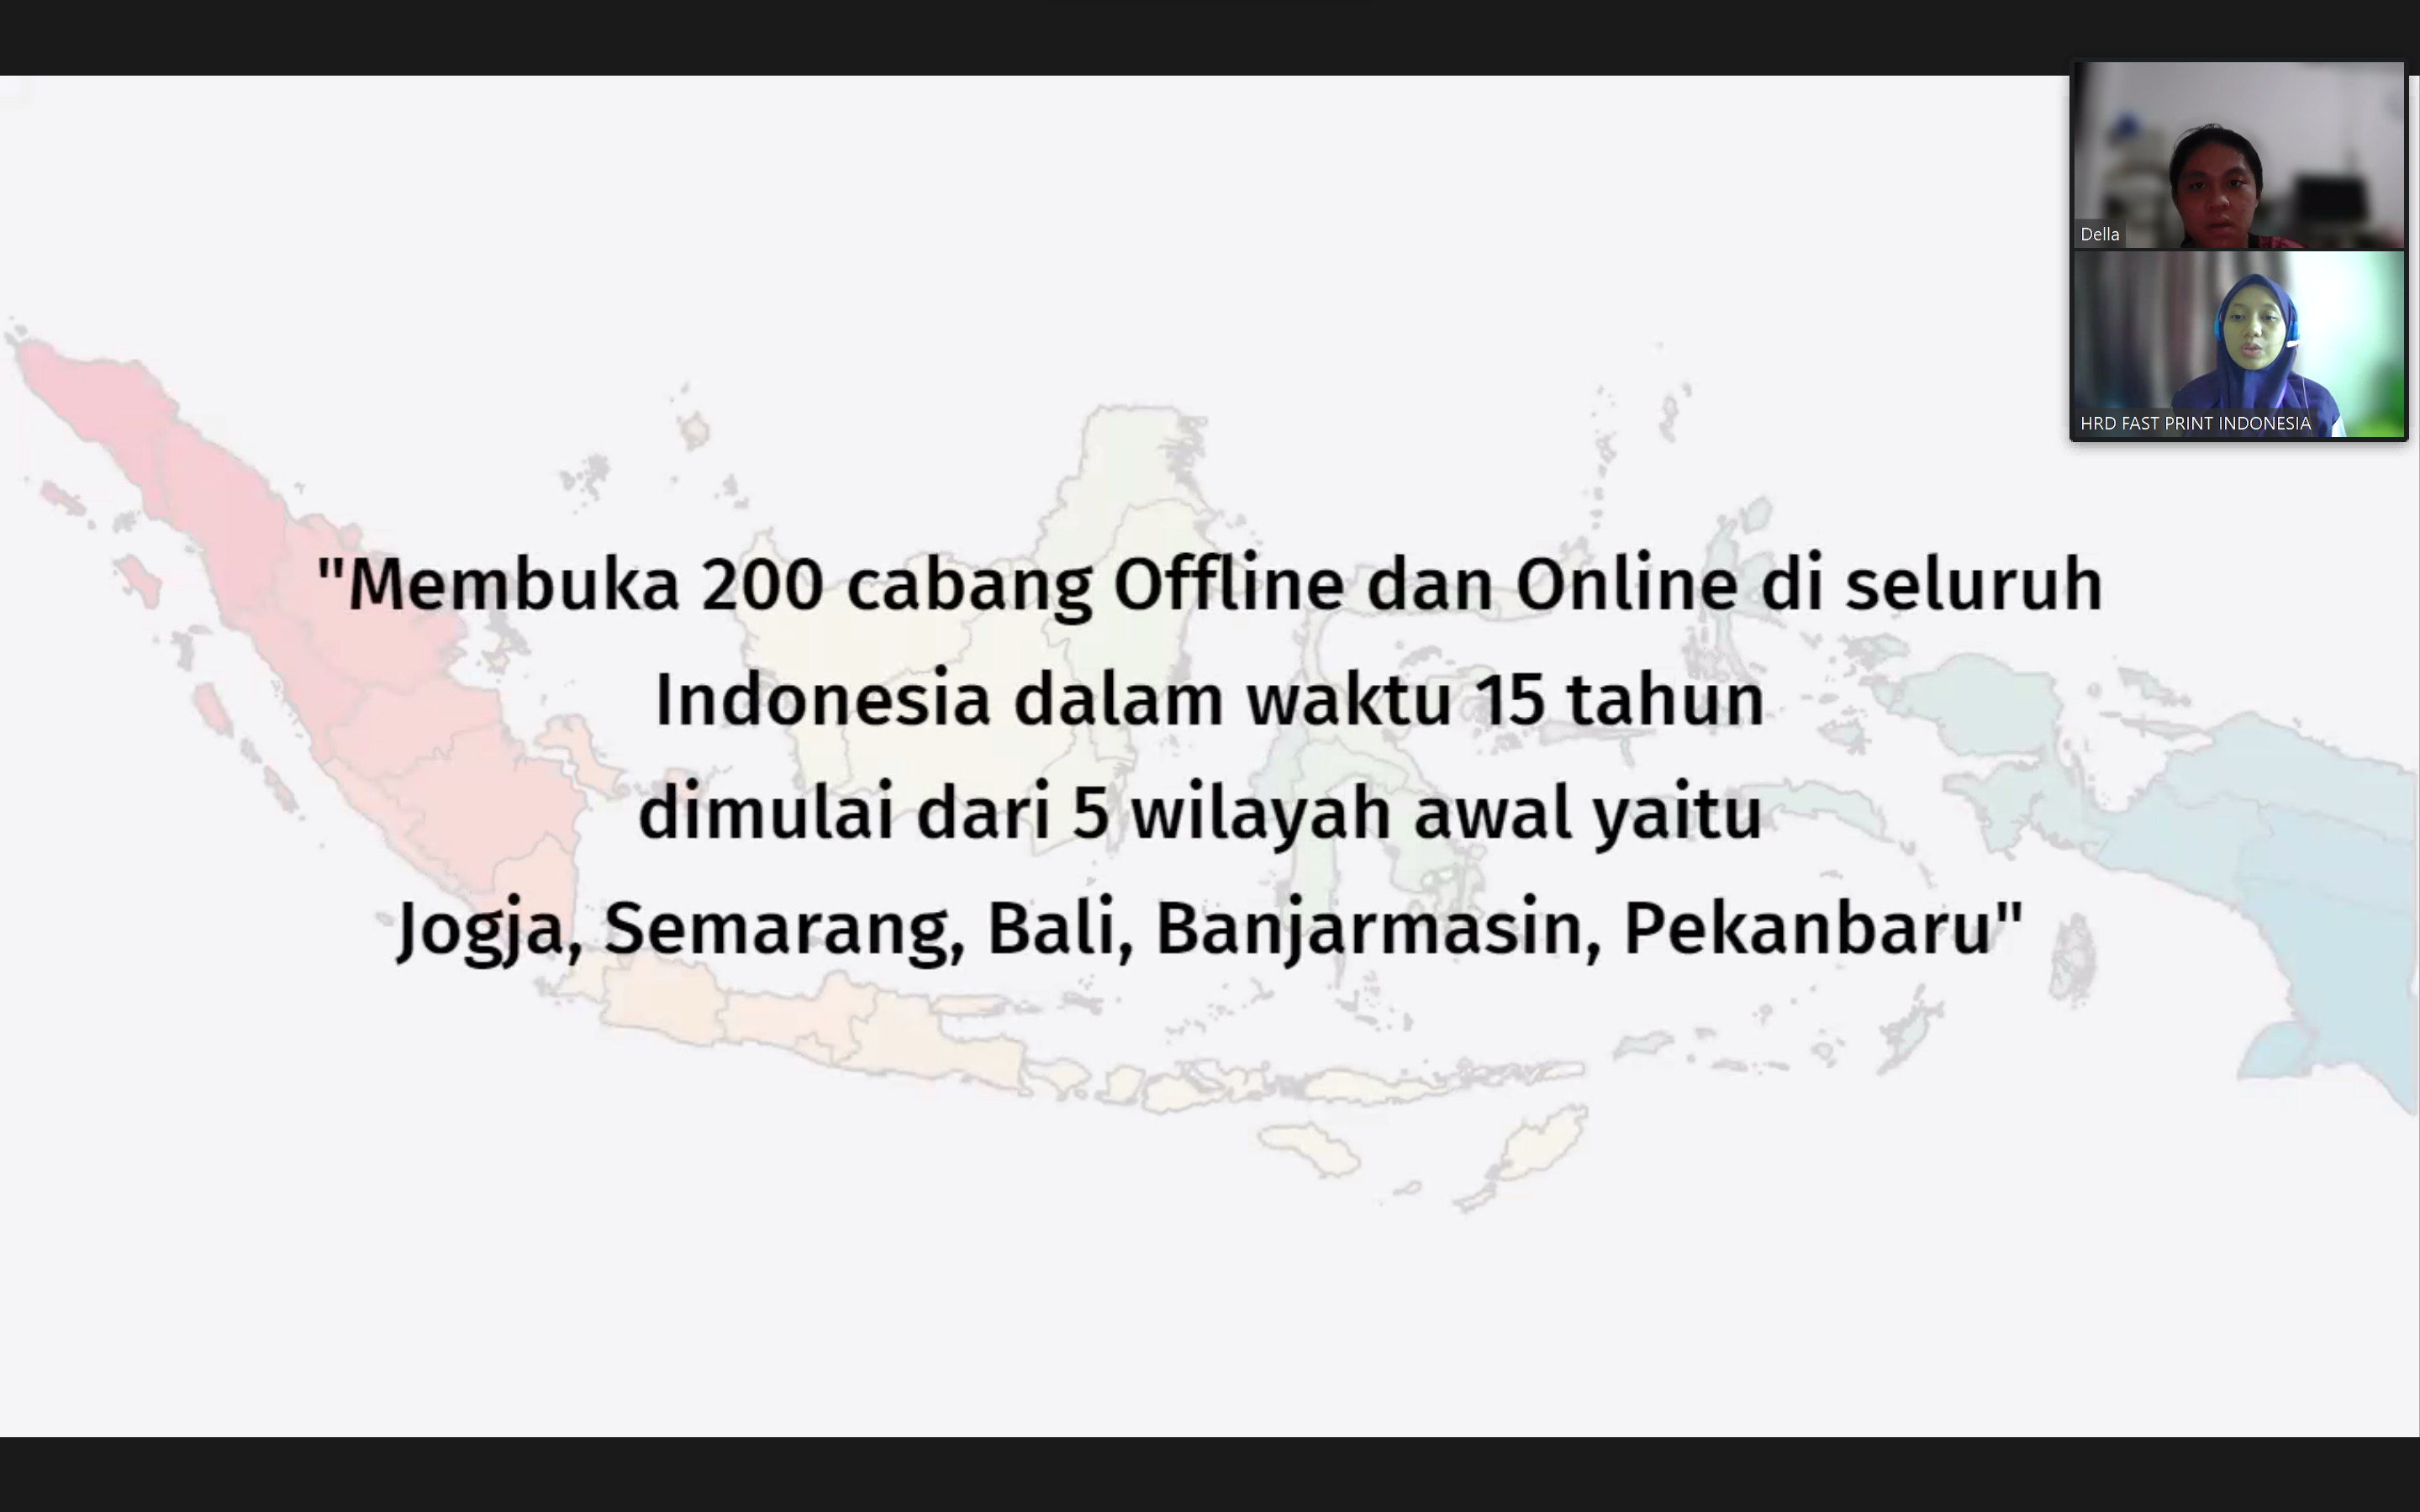 "Membuka 200 cabang Offline dan Online di seluruh
Indonesia dalam waktu 15 tahun
dimulai dari 5 wilayah awal yaitu
Jogja, Semarang, Bali, Banjarmasin, Pekanbaru"
Della
HRD FAST PRINT INDONESIA